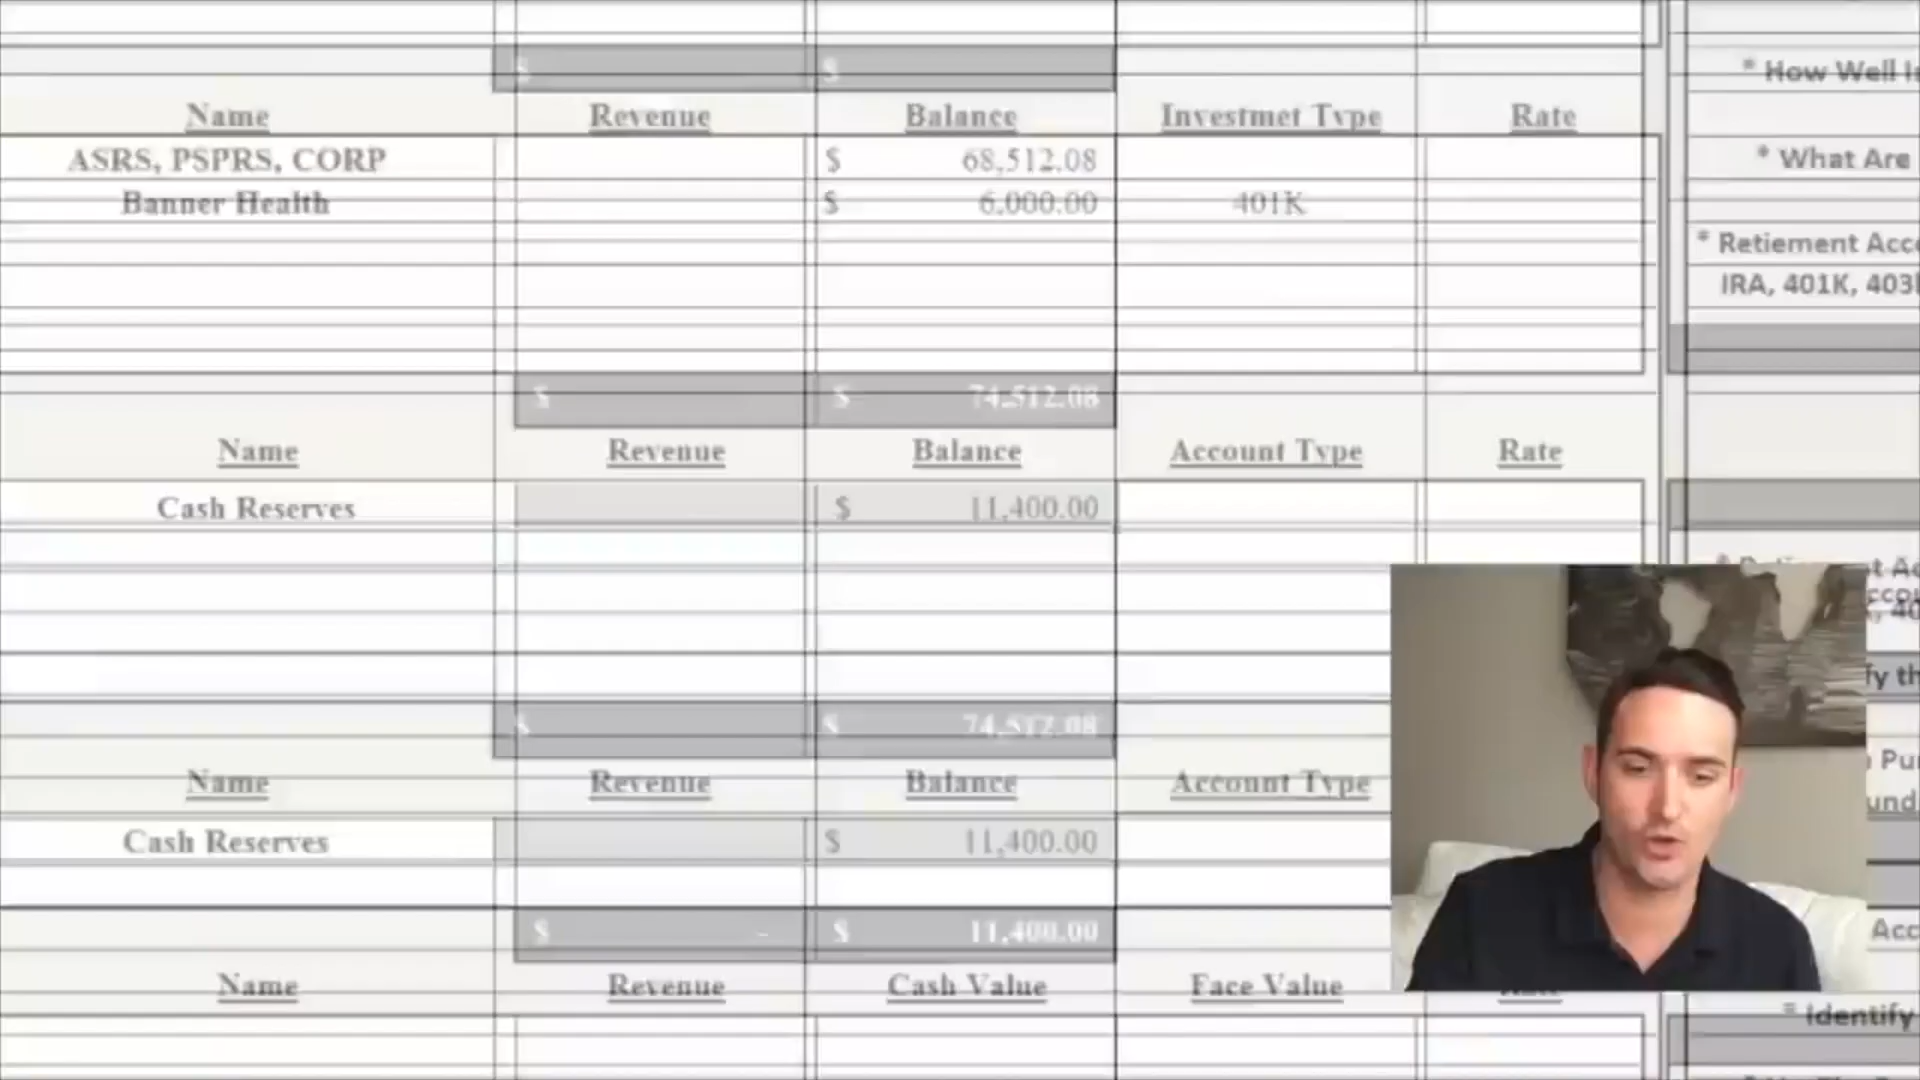 $ $
* How Well
Name Revenue Balance Investmet Type Rate
ASRS, PSPRS, CORP $ 68,512.08
* What Are
Banner Health $ 6,000.00 401K
* Retiement
IRA, 401K,
$ $ 74,512.08
Name Revenue Balance Account Type Rate
Cash Reserves $ 11,400.00
$ $ 74,512.08
Name Revenue Balance Account Type
Cash Reserves $ 11,400.00
$ - $ 11,400.00
Name Revenue Cash Value Face Value
* Identify